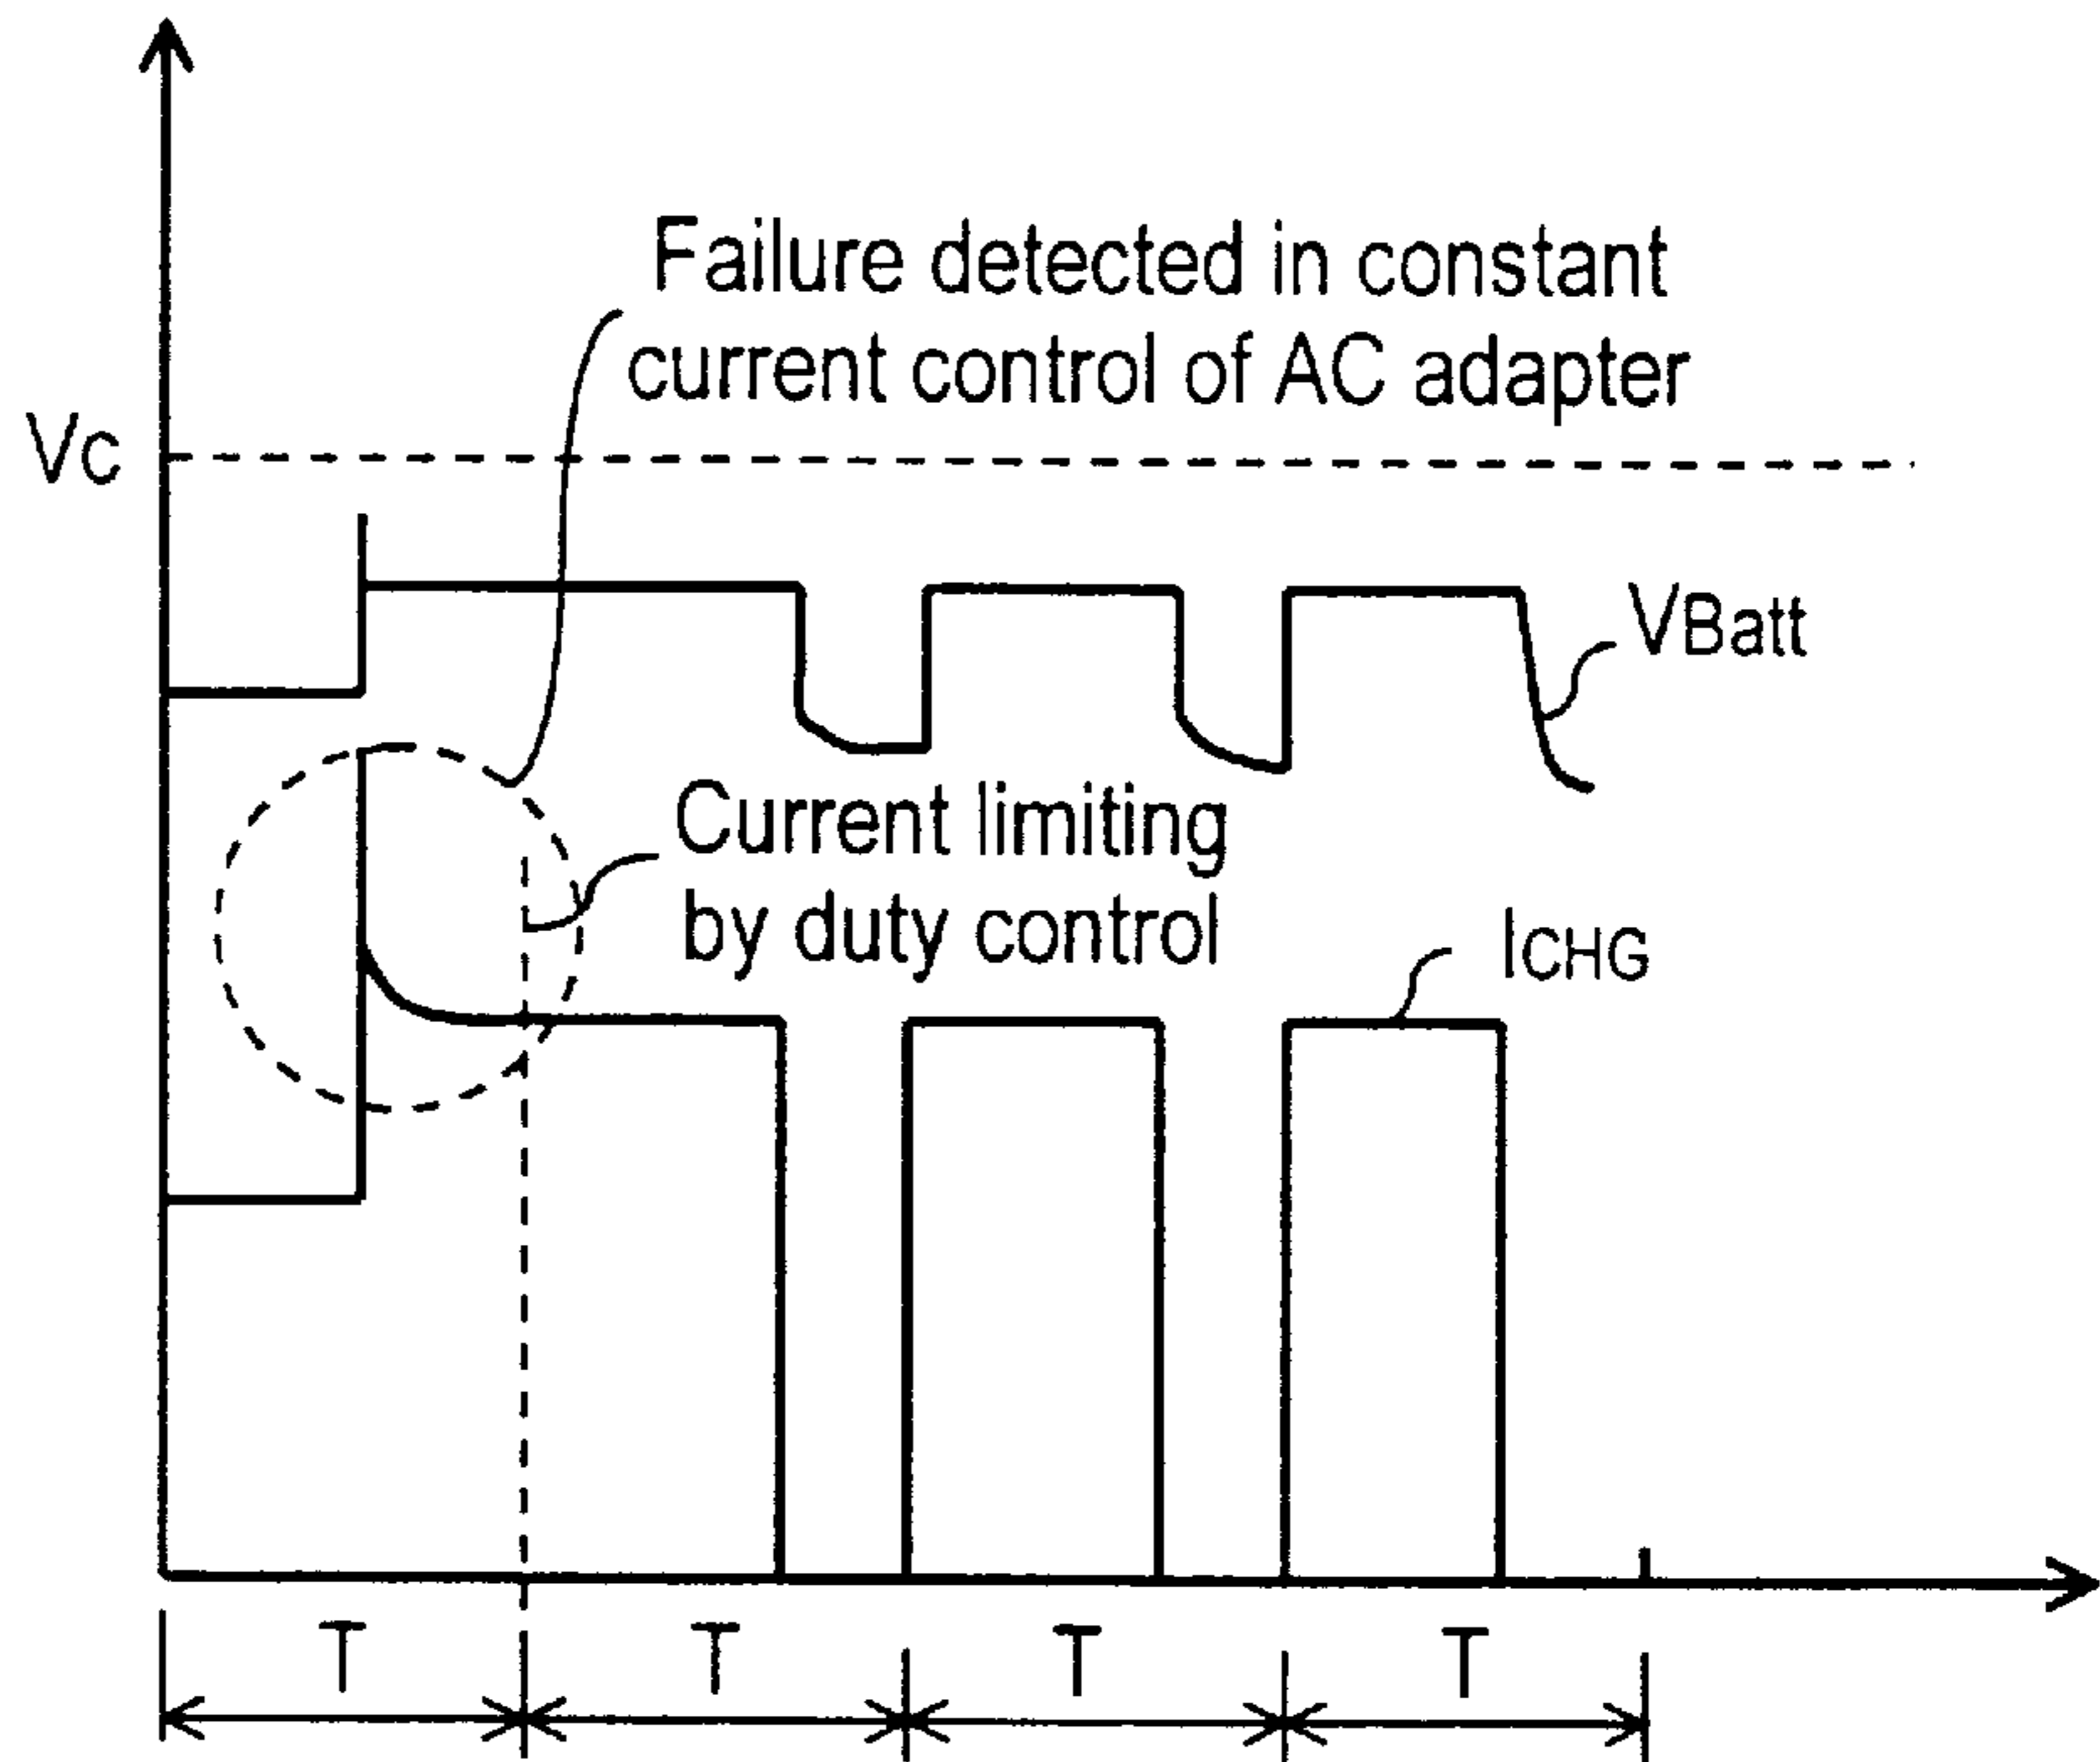 Failure detected in constant
current control of AC adapter
Vc
VBatt
Current limiting
by duty control
ICHG
T T T T